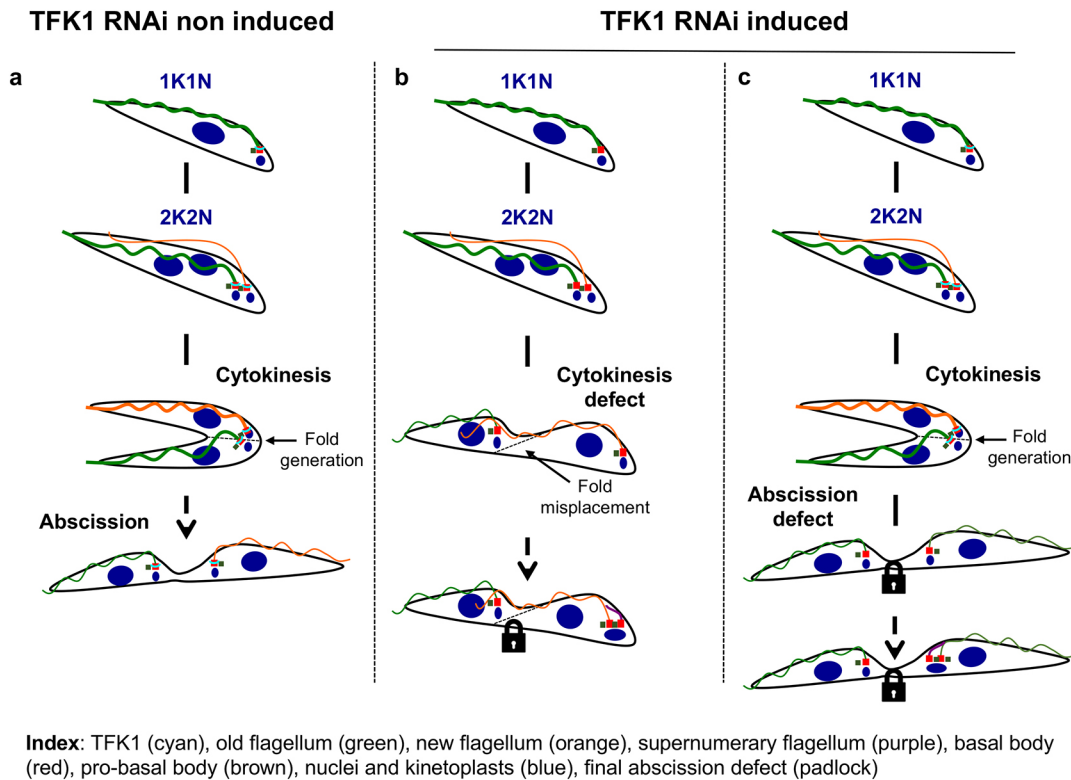 TFK1 RNAi non induced
TFK1 RNAi induced
a
1K1N
2K2N
Cytokinesis
Fold
generation
Abscission
b
1K1N
2K2N
Cytokinesis
defect
Fold
misplacement
c
1K1N
2K2N
Cytokinesis
Fold
generation
Abscission
defect
Index: TFK1 (cyan), old flagellum (green), new flagellum (orange), supernumerary flagellum (purple), basal body
(red), pro-basal body (brown), nuclei and kinetoplasts (blue), final abscission defect (padlock)